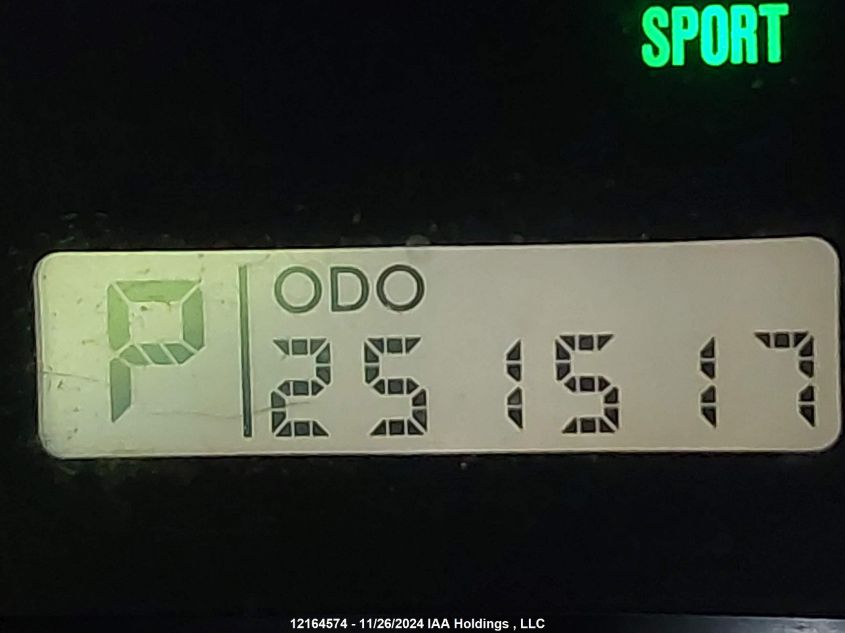 SPORT
P
ODO
251517
12164574 - 11/26/2024 IAA Holdings , LLC